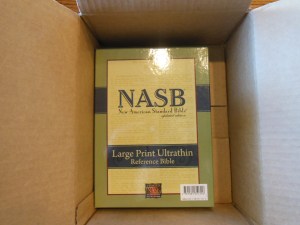 NASB
New American Standard Bible
Large Print Ultrathin
Reference Bible